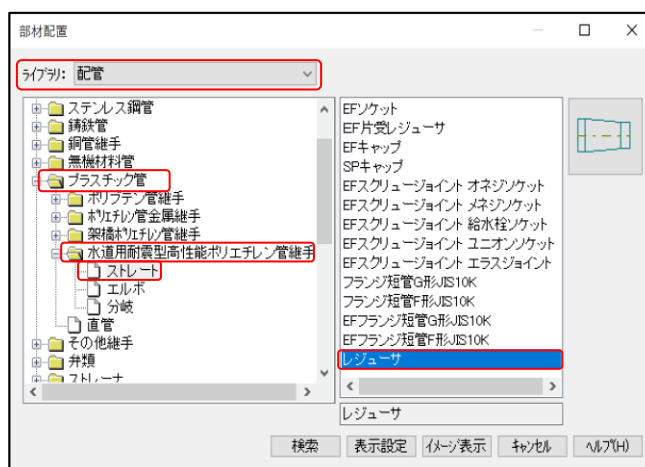 部材配置
ライブラリ: 配管
ステンレス鋼管
鋳鉄管
銅管継手
無機材料管
プラスチック管
ポリブテン管継手
ポリエチレン管金属継手
架橋ポリエチレン管継手
水道用耐震型高性能ポリエチレン管継手
ストレート
エルボ
分岐
直管
その他継手
弁類
ストレーナ
EFソケット
EF片受レジューサ
EFキャップ
SPキャップ
EFスクリュージョイント オネジソケット
EFスクリュージョイント メネジソケット
EFスクリュージョイント 給水栓ソケット
EFスクリュージョイント ユニオンソケット
EFスクリュージョイント エラスジョイント
フランジ短管G形JIS10K
フランジ短管F形JIS10K
EFフランジ短管G形JIS10K
EFフランジ短管F形JIS10K
レジューサ
レジューサ
検索 表示設定 イメージ表示 キャンセル ヘルプ(H)